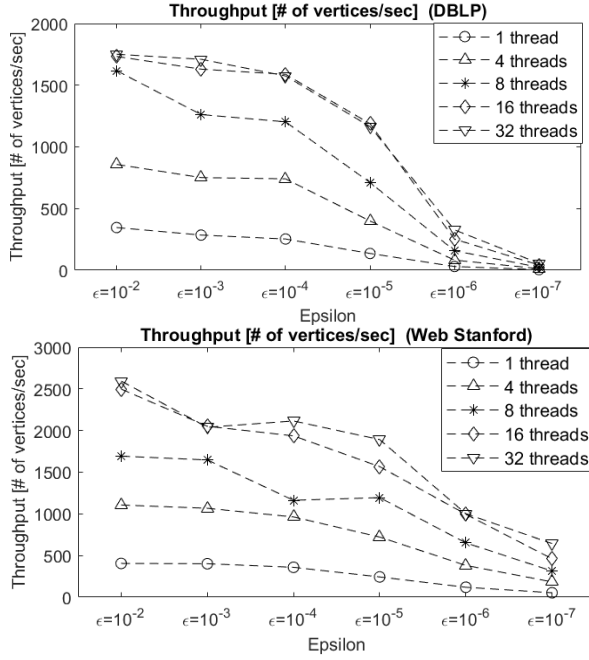 Throughput [# of vertices/sec] (DBLP)
Throughput [# of vertices/sec]
2000
1500
1000
500
0
1 thread
4 threads
8 threads
16 threads
32 threads
ϵ=10^-2 ϵ=10^-3 ϵ=10^-4 ϵ=10^-5 ϵ=10^-6 ϵ=10^-7
Epsilon
Throughput [# of vertices/sec] (Web Stanford)
Throughput [# of vertices/sec]
3000
2500
2000
1500
1000
500
0
1 thread
4 threads
8 threads
16 threads
32 threads
ϵ=10^-2 ϵ=10^-3 ϵ=10^-4 ϵ=10^-5 ϵ=10^-6 ϵ=10^-7
Epsilon